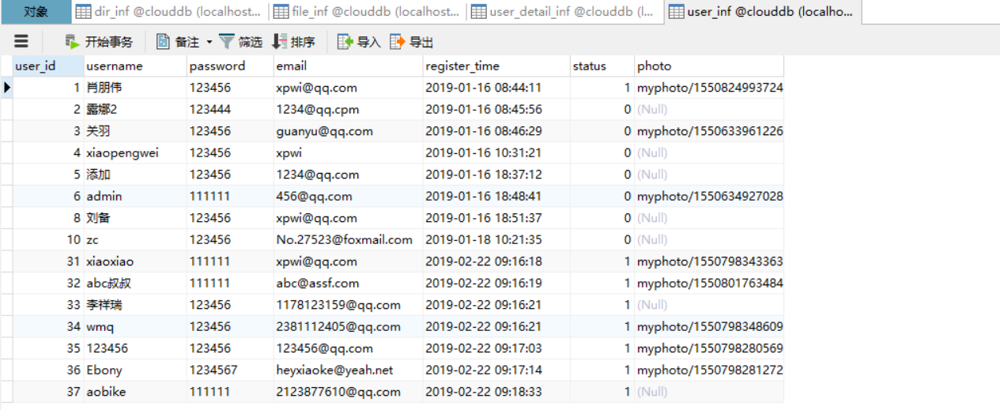 对象 dir_inf @clouddb (localhost... file_inf @clouddb (localhost... user_detail_inf @clouddb (l... user_inf @clouddb (localho...
开始事务 备注 筛选 排序 导入 导出
user_id username password email register_time status photo
1 肖朋伟 123456 xpwi@qq.com 2019-01-16 08:44:11 1 myphoto/1550824993724
2 露娜2 123444 1234@qq.cpm 2019-01-16 08:45:56 0 (Null)
3 关羽 123456 guanyu@qq.com 2019-01-16 08:46:29 0 myphoto/1550633961226
4 xiaopengwei 123456 xpwi 2019-01-16 10:31:21 0 (Null)
5 添加 123456 1234@qq.com 2019-01-16 18:37:12 0 (Null)
6 admin 111111 456@qq.com 2019-01-16 18:48:41 0 myphoto/1550634927028
8 刘备 123456 xpwi@qq.com 2019-01-16 18:51:37 0 (Null)
10 zc 123456 No.27523@foxmail.com 2019-01-18 10:21:35 0 (Null)
31 xiaoxiao 111111 xpwi@qq.com 2019-02-22 09:16:18 1 myphoto/1550798343363
32 abc叔叔 111111 abc@assf.com 2019-02-22 09:16:19 1 myphoto/1550801763484
33 李祥瑞 123456 1178123159@qq.com 2019-02-22 09:16:21 1 (Null)
34 wmq 123456 2381112405@qq.com 2019-02-22 09:16:21 1 myphoto/1550798348609
35 123456 123456 123456@qq.com 2019-02-22 09:17:03 1 myphoto/1550798280569
36 Ebony 1234567 heyxiaoke@yeah.net 2019-02-22 09:17:14 1 myphoto/1550798281272
37 aobike 111111 2123877610@qq.com 2019-02-22 09:18:33 1 (Null)